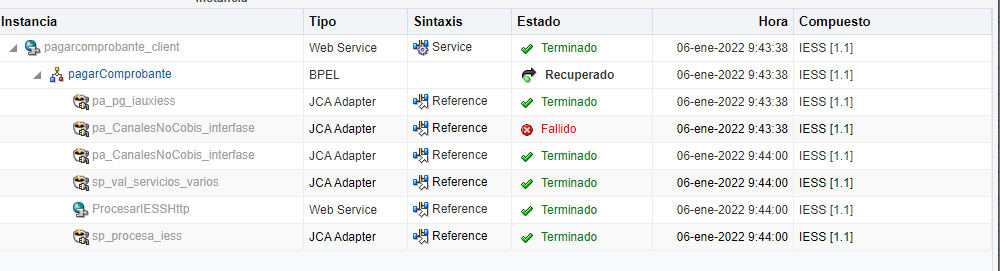 Instancia
Instancia Tipo Sintaxis Estado Hora Compuesto
pagarcomprobante_client Web Service Service Terminado 06-ene-2022 9:43:38 IESS [1.1]
pagarComprobante BPEL Recuperado 06-ene-2022 9:43:38 IESS [1.1]
pa_pg_iauxiess JCA Adapter Reference Terminado 06-ene-2022 9:43:38 IESS [1.1]
pa_CanalesNoCobis_interfase JCA Adapter Reference Fallido 06-ene-2022 9:43:38 IESS [1.1]
pa_CanalesNoCobis_interfase JCA Adapter Reference Terminado 06-ene-2022 9:44:00 IESS [1.1]
sp_val_servicios_varios JCA Adapter Reference Terminado 06-ene-2022 9:44:00 IESS [1.1]
ProcesarIESSHttp Web Service Reference Terminado 06-ene-2022 9:44:00 IESS [1.1]
sp_procesa_iess JCA Adapter Reference Terminado 06-ene-2022 9:44:00 IESS [1.1]